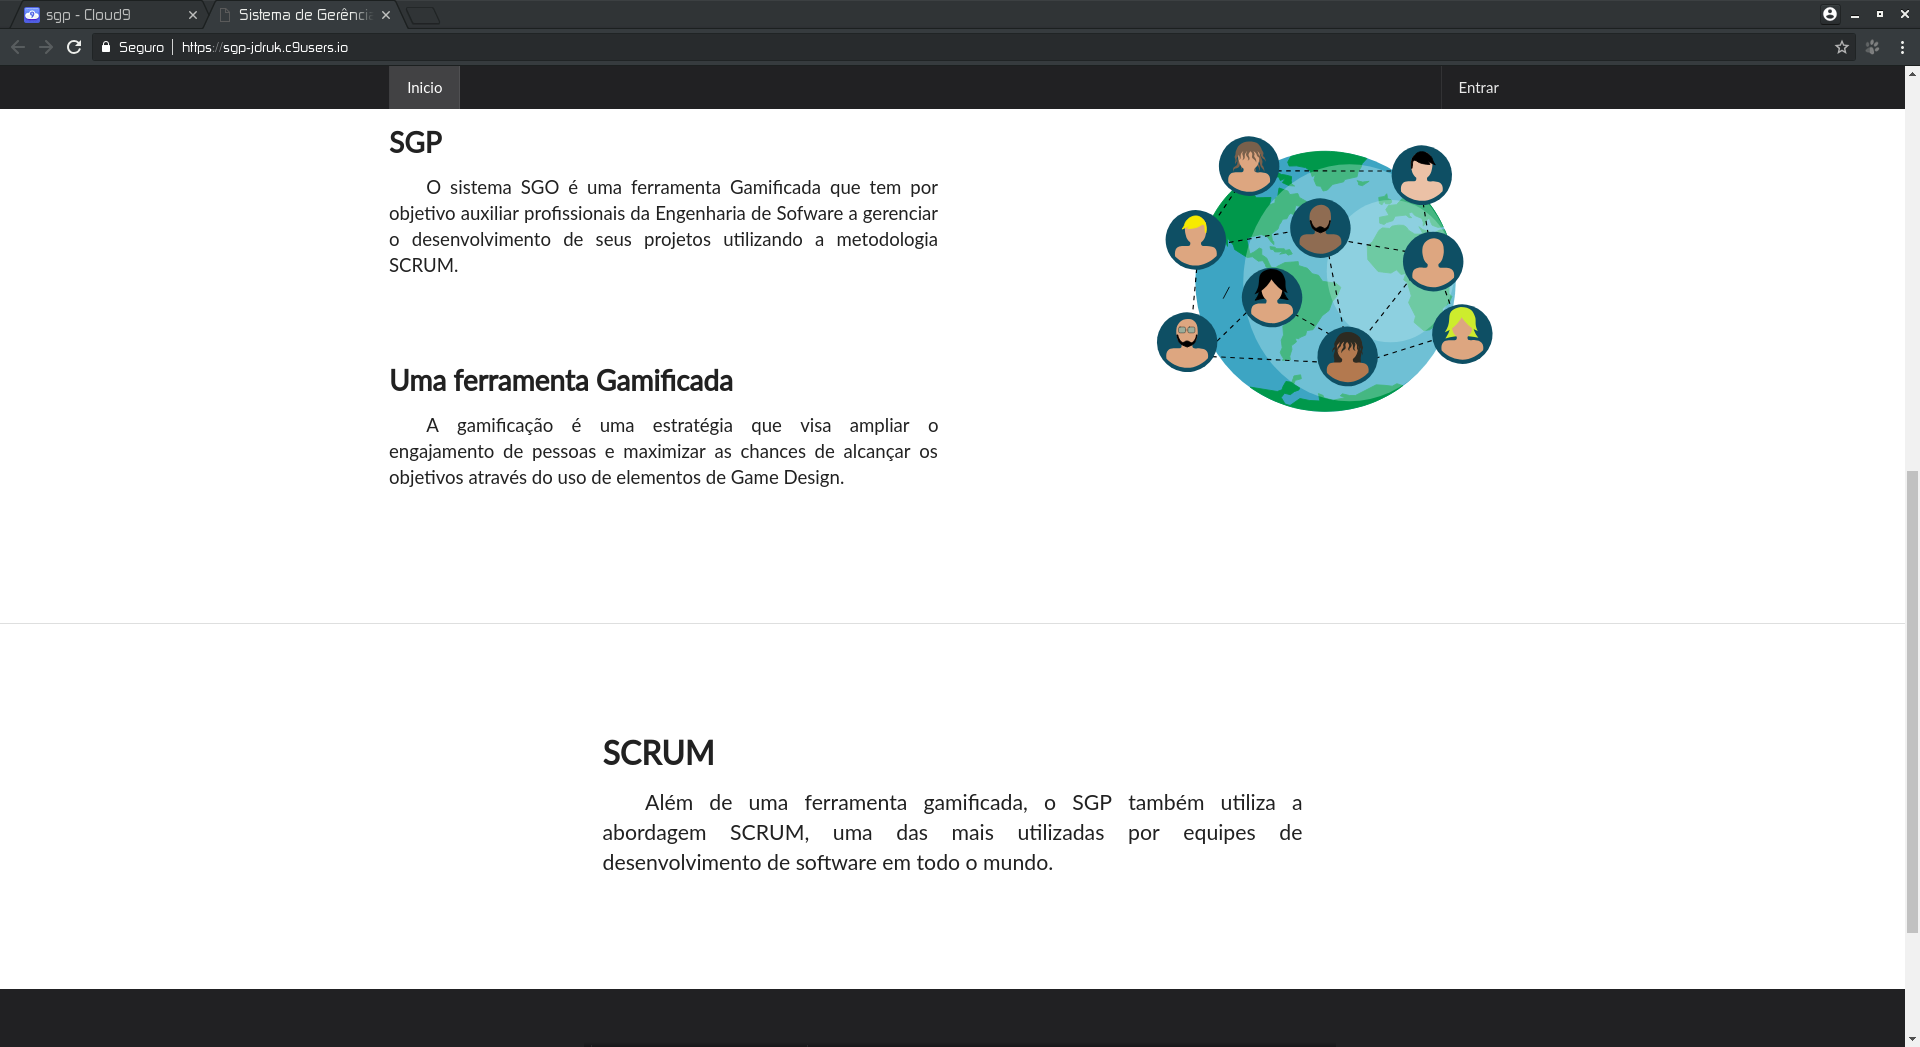 sgp - Cloud9
Sistema de Gerência
Seguro
https://sgp-jdruk.c9users.io
Inicio
Entrar
SGP
O sistema SGO é uma ferramenta Gamificada que tem por
objetivo auxiliar profissionais da Engenharia de Sofware a gerenciar
o desenvolvimento de seus projetos utilizando a metodologia
SCRUM.
Uma ferramenta Gamificada
A gamificação é uma estratégia que visa ampliar o
engajamento de pessoas e maximizar as chances de alcançar os
objetivos através do uso de elementos de Game Design.
SCRUM
Além de uma ferramenta gamificada, o SGP também utiliza a
abordagem SCRUM, uma das mais utilizadas por equipes de
desenvolvimento de software em todo o mundo.